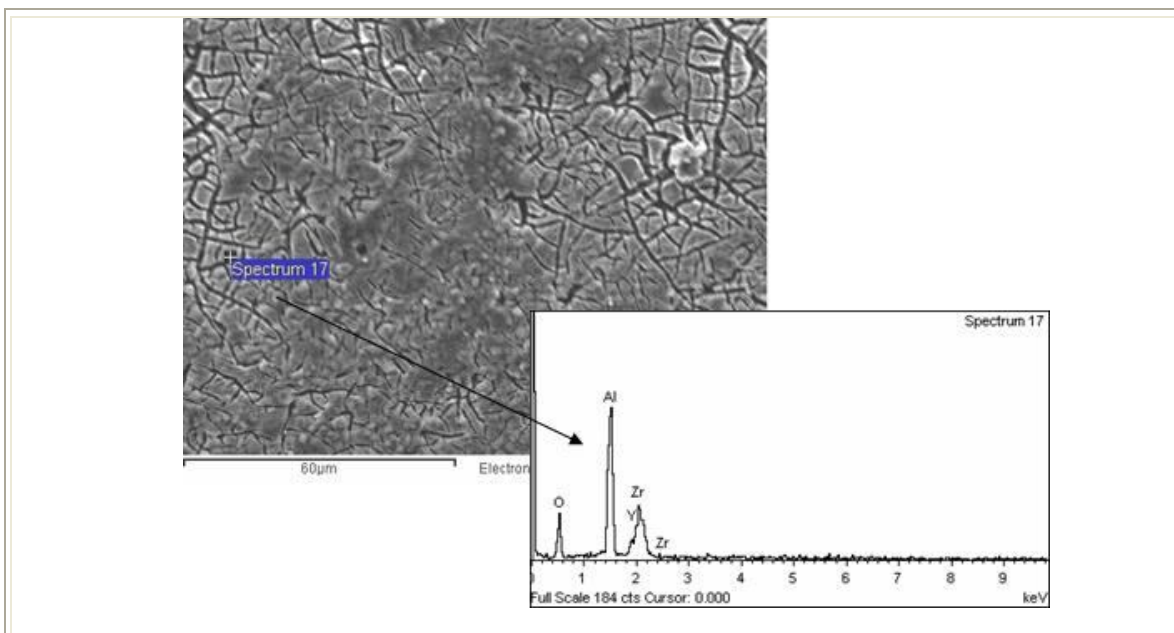 Spectrum 17
60µm
Electron
Spectrum 17
Al
O
Zr
Y
Zr
0 1 2 3 4 5 6 7 8 9
Full Scale 184 cts Cursor: 0.000 keV